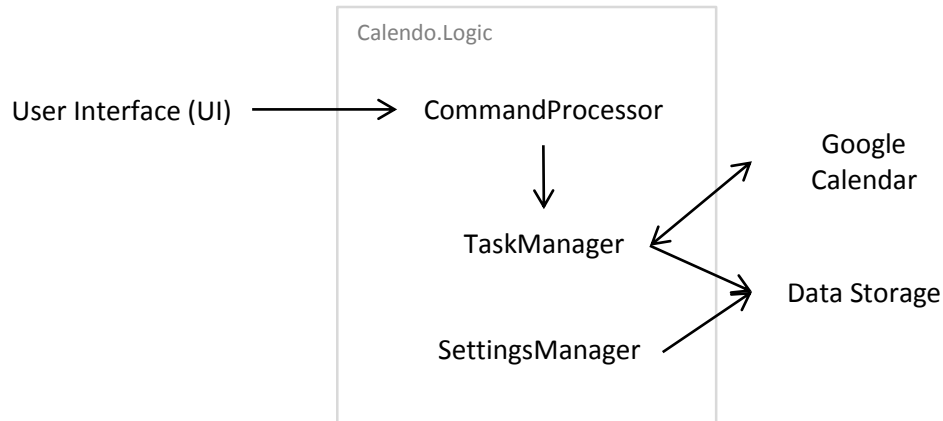 Calendo.Logic
User Interface (UI)
CommandProcessor
Google
Calendar
TaskManager
Data Storage
SettingsManager